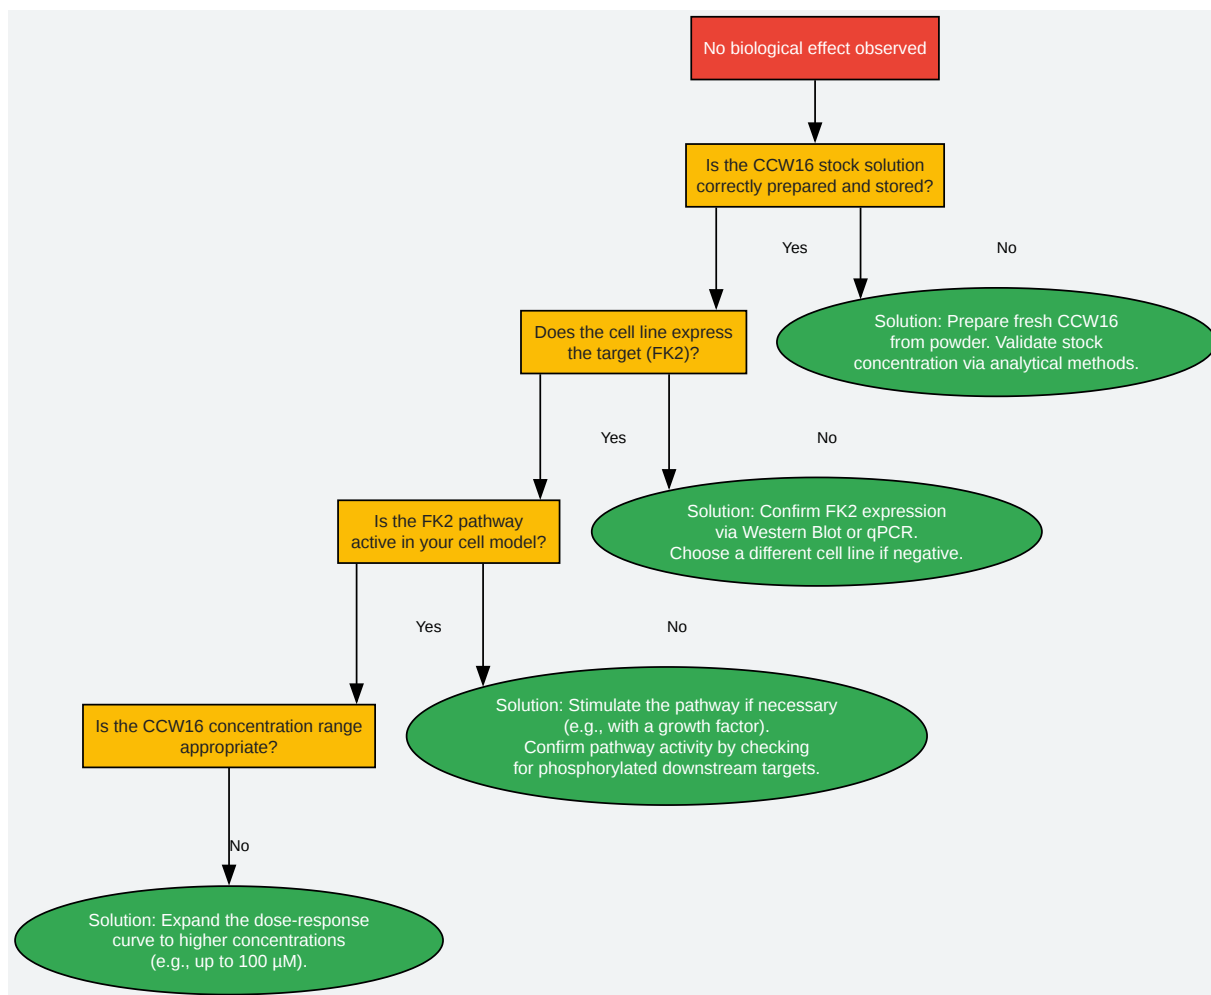 No biological effect observed
Is the CCW16 stock solution
correctly prepared and stored?
Yes
No
Does the cell line express
the target (FK2)?
Solution: Prepare fresh CCW16
from powder. Validate stock
concentration via analytical methods.
Yes
No
Is the FK2 pathway
active in your cell model?
Solution: Confirm FK2 expression
via Western Blot or qPCR.
Choose a different cell line if negative.
Yes
No
Is the CCW16 concentration range
appropriate?
Solution: Stimulate the pathway if necessary
(e.g., with a growth factor).
Confirm pathway activity by checking
for phosphorylated downstream targets.
No
Solution: Expand the dose-response
curve to higher concentrations
(e.g., up to 100 µM).